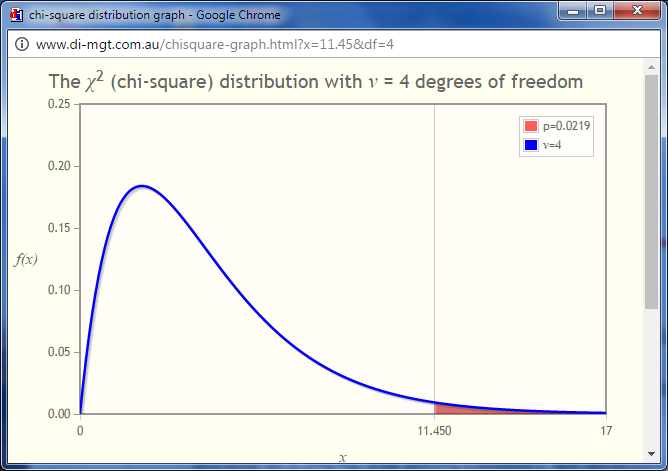 chi-square distribution graph - Google Chrome
www.di-mgt.com.au/chisquare-graph.html?x=11.45&df=4
The χ² (chi-square) distribution with ν = 4 degrees of freedom
0.25
p=0.0219
ν=4
0.20
0.15
f(x)
0.10
0.05
0.00
0
11.450
17
x